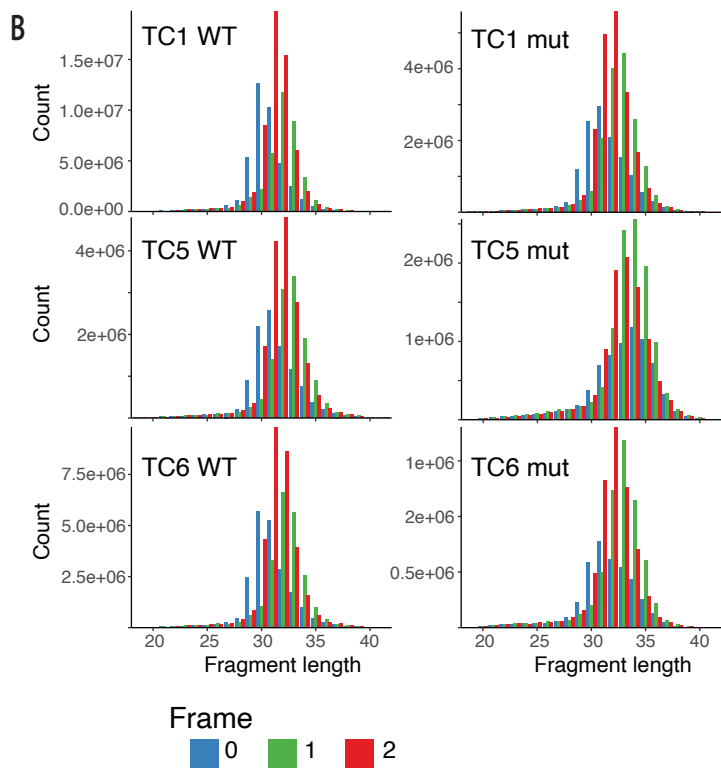 B
TC1 WT
TC1 mut
Count
1.5e+07
1.0e+07
5.0e+06
0.0e+00
4e+06
2e+06
TC5 WT
TC5 mut
Count
4e+06
2e+06
2e+06
1e+06
TC6 WT
TC6 mut
Count
7.5e+06
5.0e+06
2.5e+06
1e+06
2e+06
0.5e+06
20 25 30 35 40
20 25 30 35 40
Fragment length
Fragment length
Frame
0 1 2